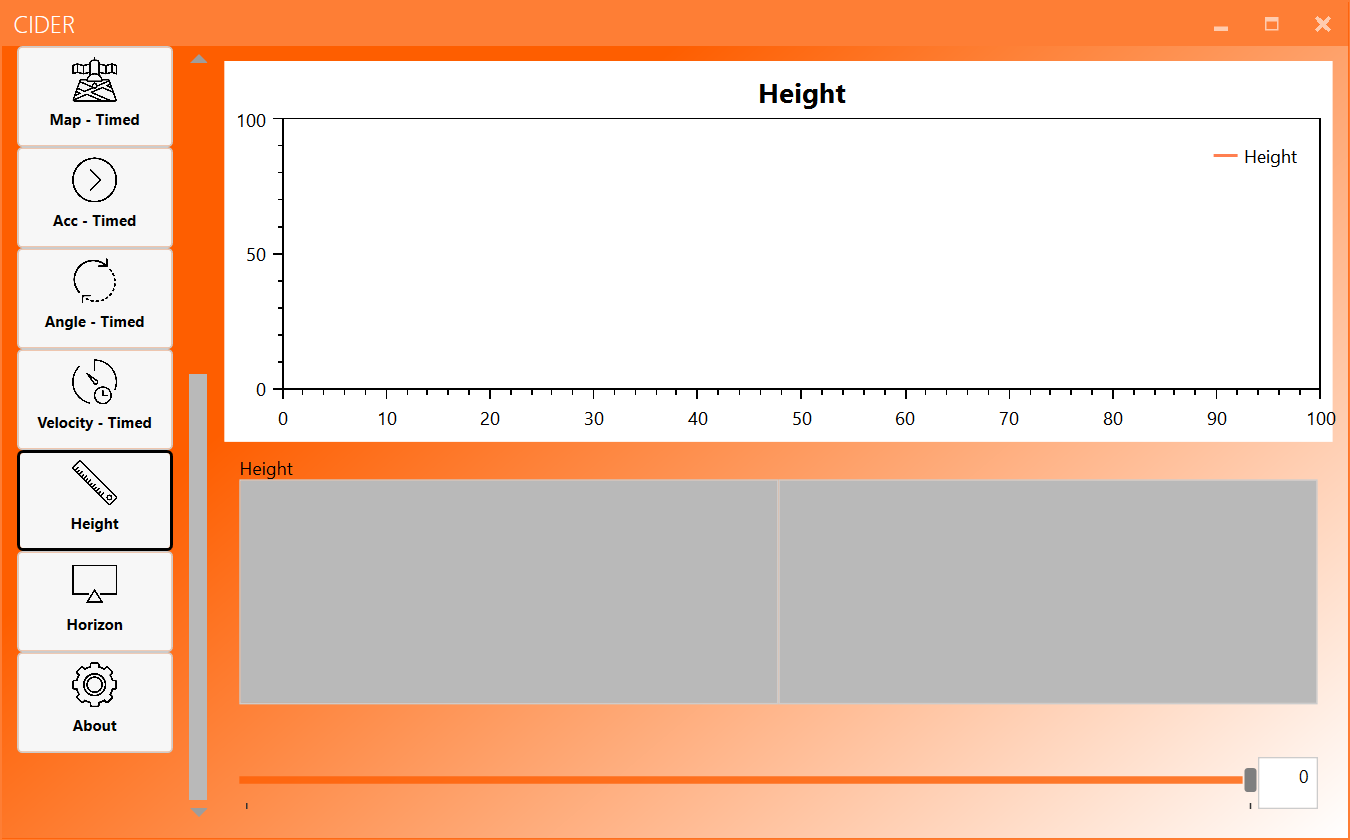 CIDER
Map - Timed
Acc - Timed
Angle - Timed
Velocity - Timed
Height
Horizon
About
Height
100
50
0
Height
0 10 20 30 40 50 60 70 80 90 100
Height
0